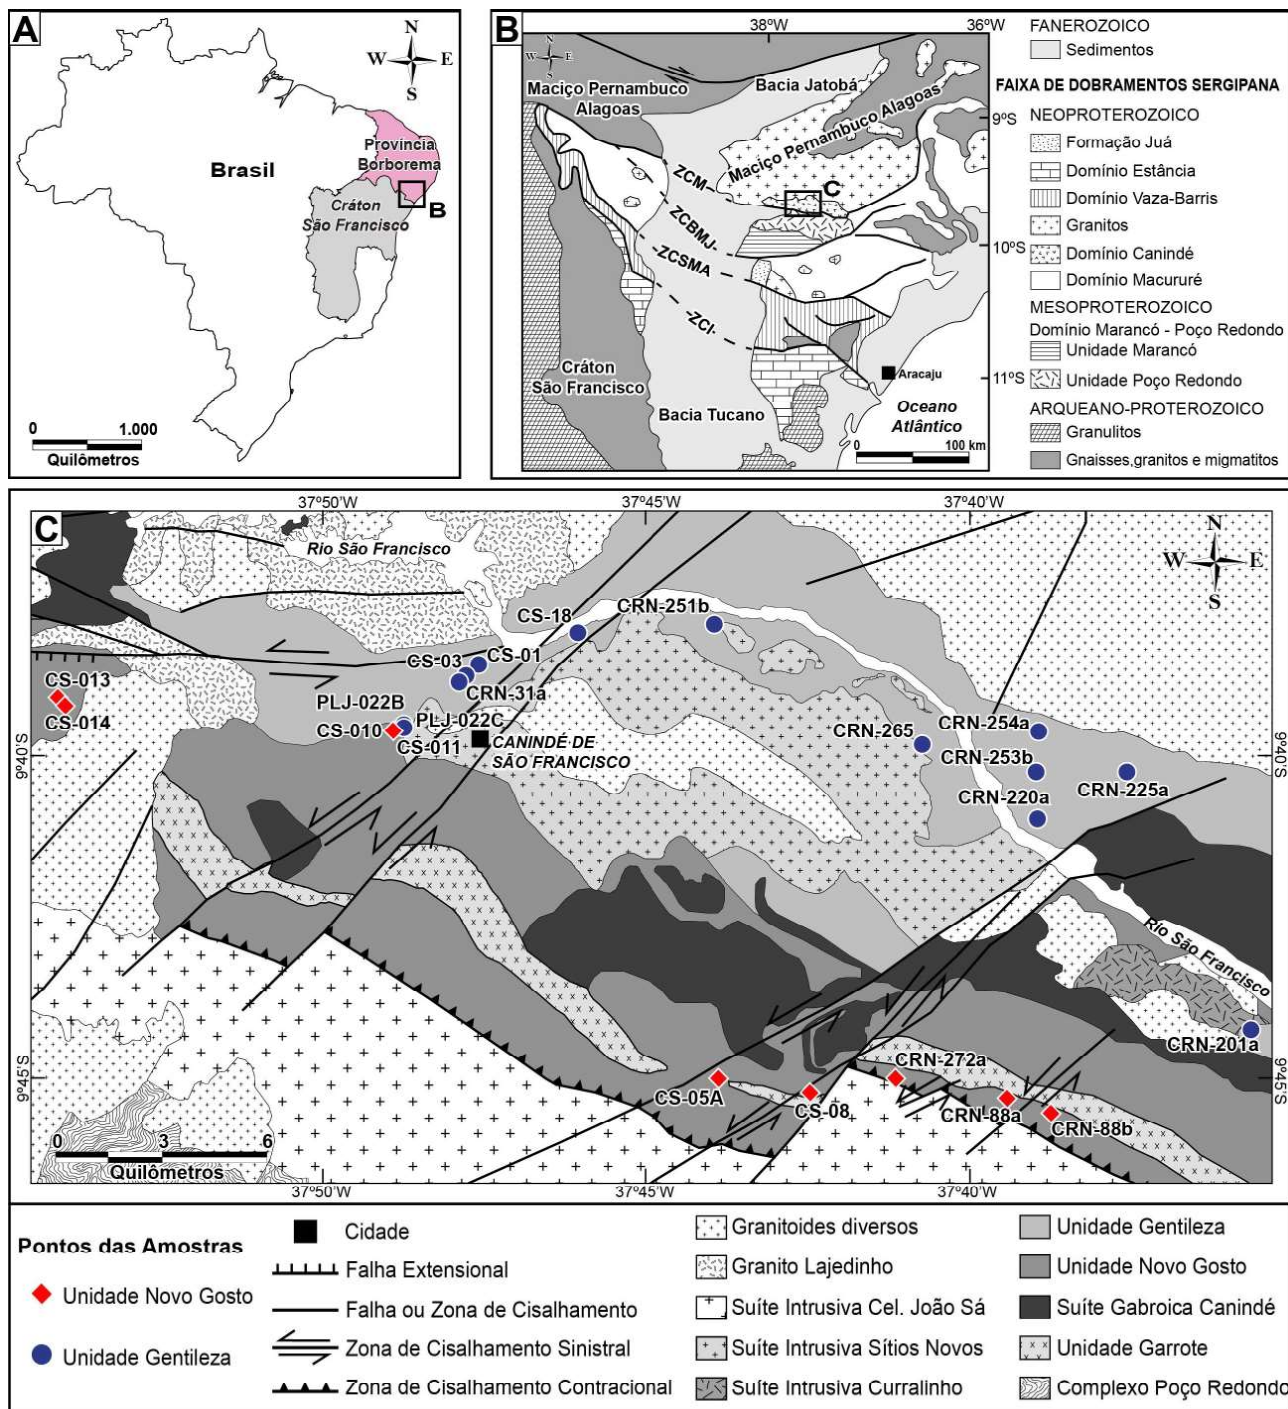 A
N
W E
S
Provincia
Borborema
Brasil
Cráton
São Francisco
B
0 1.000
Quilômetros
B
38ºW
36ºW
N
W E
S
Maciço Pernambuco
Alagoas
Bacia Jatobá
Maciço Pernambuco Alagoas
9ºS
ZCM
C
ZCBMJ
10ºS
ZCSMA
ZCI
Cráton
São Francisco
Aracaju
11ºS
Bacia Tucano
Oceano
Atlântico
0 100 km
FANEROZOICO
Sedimentos
FAIXA DE DOBRAMENTOS SERGIPANA
NEOPROTEROZOICO
Formação Juá
Domínio Estância
Domínio Vaza-Barris
Granitos
Domínio Canindé
Domínio Macururé
MESOPROTEROZOICO
Domínio Marancó - Poço Redondo
Unidade Marancó
Unidade Poço Redondo
ARQUEANO-PROTEROZOICO
Granulitos
Gnaisses,granitos e migmatitos
C
37º50'W
37º45'W
37º40'W
N
W E
S
Rio São Francisco
CS-18
CRN-251b
CS-03
CS-01
CRN-31a
CS-013
CS-014
PLJ-022B
PLJ-022C
CS-010
CS-011
CANINDÉ DE
SÃO FRANCISCO
CRN-265
CRN-254a
CRN-253b
CRN-225a
CRN-220a
9º40'S
9º40'S
Rio São Francisco
CRN-201a
CRN-272a
CS-05A
CS-08
CRN-88a
CRN-88b
9º45'S
9º45'S
0 3 6
Quilômetros
37º50'W
37º45'W
37º40'W
Pontos das Amostras
Unidade Novo Gosto
Unidade Gentileza
Cidade
Falha Extensional
Falha ou Zona de Cisalhamento
Zona de Cisalhamento Sinistral
Zona de Cisalhamento Contracional
Granitoides diversos
Granito Lajedinho
Suíte Intrusiva Cel. João Sá
Suíte Intrusiva Sítios Novos
Suíte Intrusiva Curralinho
Unidade Gentileza
Unidade Novo Gosto
Suíte Gabroica Canindé
Unidade Garrote
Complexo Poço Redondo